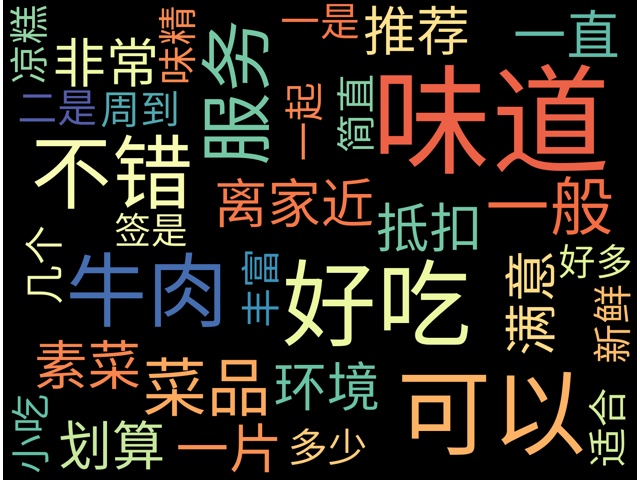 凉糕
非常
味精
服务
一是
推荐
一直
二是
周到
一起
简直
味道
不错
离家近
抵扣
一般
签是
几个
牛肉
丰富
好吃
满意
好多
新鲜
素菜
菜品
环境
可以
小吃
划算
一片
多少
适合